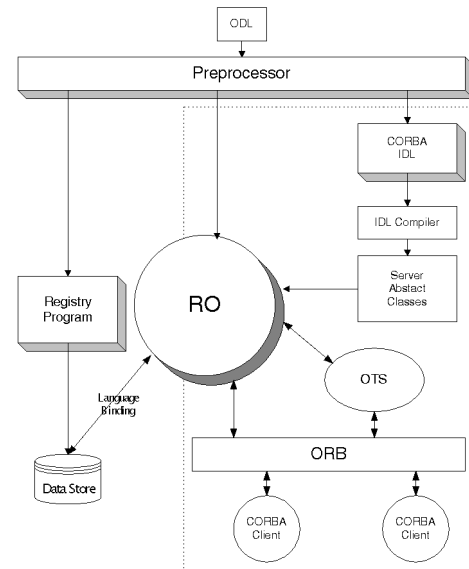 ODL
Preprocessor
CORBA
IDL
IDL Compiler
Server
Abstact
Classes
RO
Registry
Program
OTS
Language
Binding
ORB
Data Store
CORBA
Client
CORBA
Client